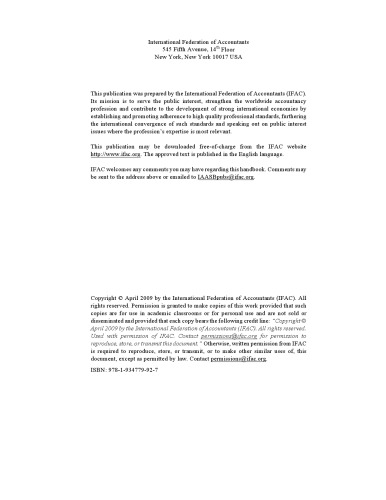 International Federation of Accountants
545 Fifth Avenue, 14th Floor
New York, New York 10017 USA
This publication was prepared by the International Federation of Accountants (IFAC).
Its mission is to serve the public interest, strengthen the worldwide accountancy
profession and contribute to the development of strong international economies by
establishing and promoting adherence to high quality professional standards, furthering
the international convergence of such standards and speaking out on public interest
issues where the profession's expertise is most relevant.
This publication may be downloaded free-of-charge from the IFAC website
http://www.ifac.org. The approved text is published in the English language.
IFAC welcomes any comments you may have regarding this handbook. Comments may
be sent to the address above or emailed to IAASBpubs@ifac.org.
Copyright © April 2009 by the International Federation of Accountants (IFAC). All
rights reserved. Permission is granted to make copies of this work provided that such
copies are for use in academic classrooms or for personal use and are not sold or
disseminated and provided that each copy bears the following credit line: "Copyright ©
April 2009 by the International Federation of Accountants (IFAC). All rights reserved.
Used with permission of IFAC. Contact permissions@ifac.org for permission to
reproduce, store, or transmit this document." Otherwise, written permission from IFAC
is required to reproduce, store, or transmit, or to make other similar uses of, this
document, except as permitted by law. Contact permissions@ifac.org.
ISBN: 978-1-934779-92-7